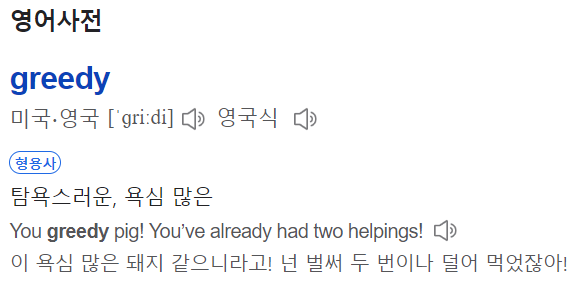 영어사전
greedy
미국∙영국 [ˈɡriːdi] 영국식
형용사
탐욕스러운, 욕심 많은
You greedy pig! You’ve already had two helpings!
이 욕심 많은 돼지 같으니라고! 넌 벌써 두 번이나 덜어 먹었잖아!